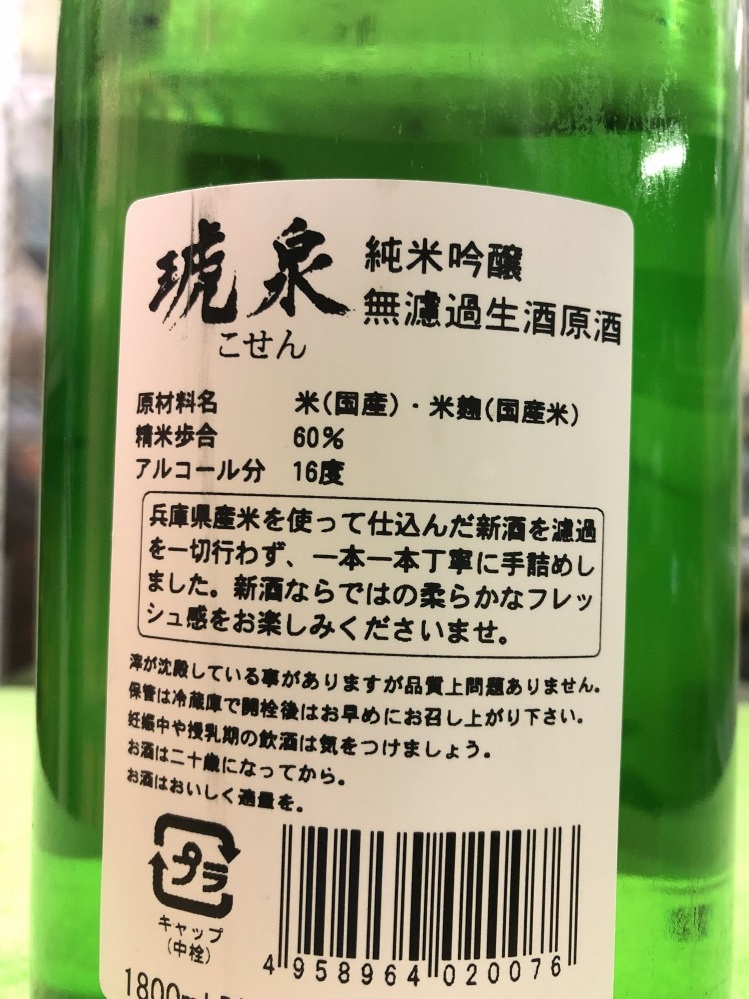 琥泉
こせん
純米吟醸
無濾過生酒原酒
原材料名 米(国産)・米麹(国産米)
精米歩合 60%
アルコール分 16度
兵庫県産米を使って仕込んだ新酒を濾過
を一切行わず、一本一本丁寧に手詰めし
ました。新酒ならではの柔らかなフレッ
シュ感をお楽しみくださいませ。
滓が沈殿している事がありますが品質上問題ありません。
保管は冷蔵庫で開栓後はお早めにお召し上がり下さい。
妊娠中や授乳期の飲酒は気をつけましょう。
お酒は二十歳になってから。
お酒はおいしく適量を。
プラ
キャップ
(中栓)
4 958964 020076
1800m